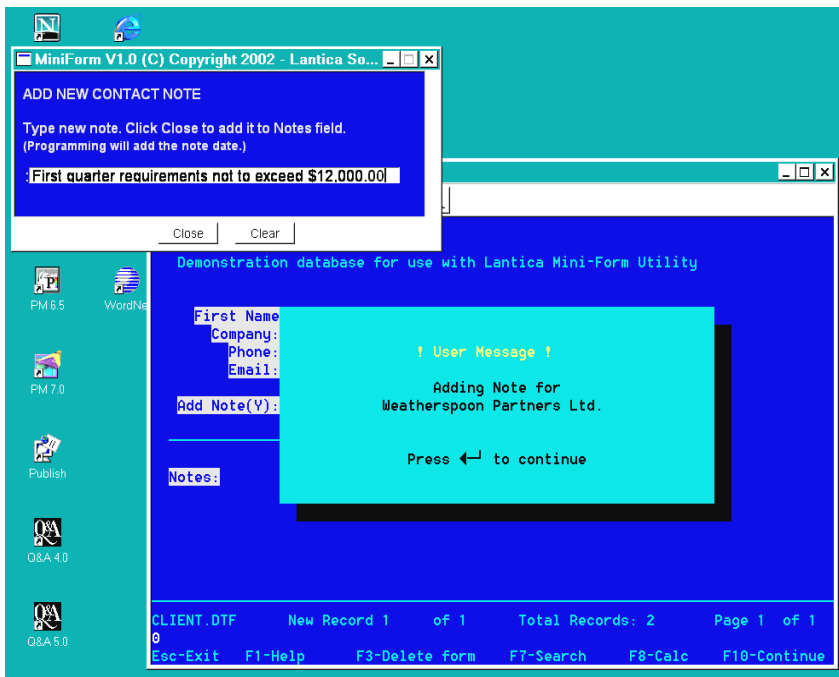 MiniForm V1.0 (C) Copyright 2002 - Lantica So...
ADD NEW CONTACT NOTE
Type new note. Click Close to add it to Notes field.
(Programming will add the note date.)
: First quarter requirements not to exceed $12,000.00
Close Clear
Demonstration database for use with Lantica Mini-Form Utility
First Name
Company:
Phone:
Email:
Add Note(Y):
Notes:
! User Message !
Adding Note for
Weatherspoon Partners Ltd.
Press ◄┘ to continue
CLIENT.DTF New Record 1 of 1 Total Records: 2 Page 1 of 1
0
Esc-Exit F1-Help F3-Delete form F7-Search F8-Calc F10-Continue
N
PM 6.5
WordNe
PM 7.0
Publish
Q&A
Q&A 4.0
Q&A
Q&A 5.0